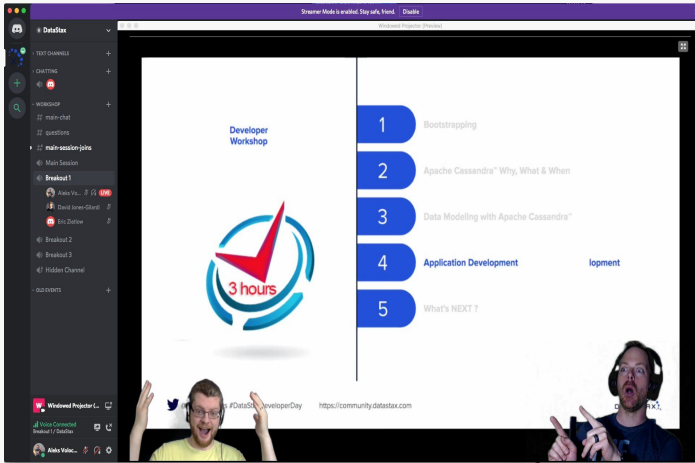 Streamer Mode is enabled. Stay safe, friend. Disable
Windowed Projector (Preview)
DataStax
TEXT CHANNELS
CHATTING
WORKSHOP
# main-chat
# questions
# main-session-joins
Main Session
Breakout 1
Aleks Vo... LIVE
David Jones-Gilardi
Eric Zietlow
Breakout 2
Breakout 3
Hidden Channel
OLD EVENTS
Windowed Projector (...
Voice Connected
Breakout 1 / DataStax
Aleks Voloc...
Developer
Workshop
3 hours
1 Bootstrapping
2 Apache Cassandra™ Why, What & When
3 Data Modeling with Apache Cassandra™
4 Application Development lopment
5 What's NEXT ?
https://community.datastax.com